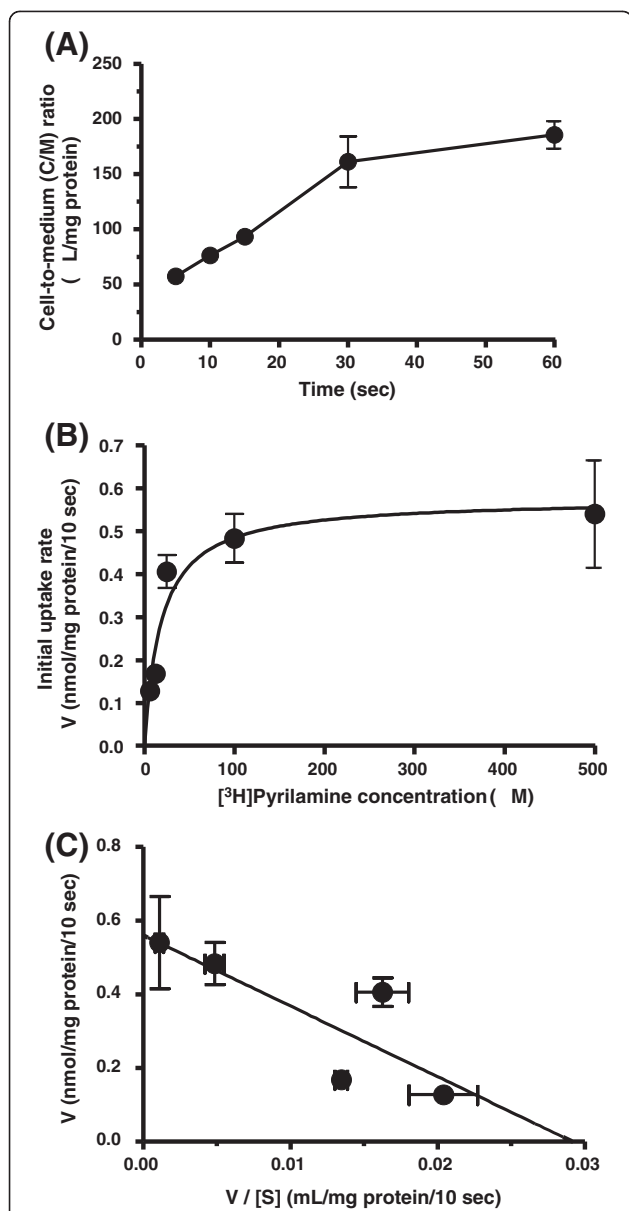 (A)
Cell-to-medium (C/M) ratio
( L/mg protein)
250
200
150
100
50
0
0 10 20 30 40 50 60
Time (sec)
(B)
Initial uptake rate
V (nmol/mg protein/10 sec)
0.7
0.6
0.5
0.4
0.3
0.2
0.1
0.0
0 100 200 300 400 500
[³H]Pyrilamine concentration ( M)
(C)
V (nmol/mg protein/10 sec)
0.8
0.6
0.4
0.2
0.0
0.00 0.01 0.02 0.03
V / [S] (mL/mg protein/10 sec)